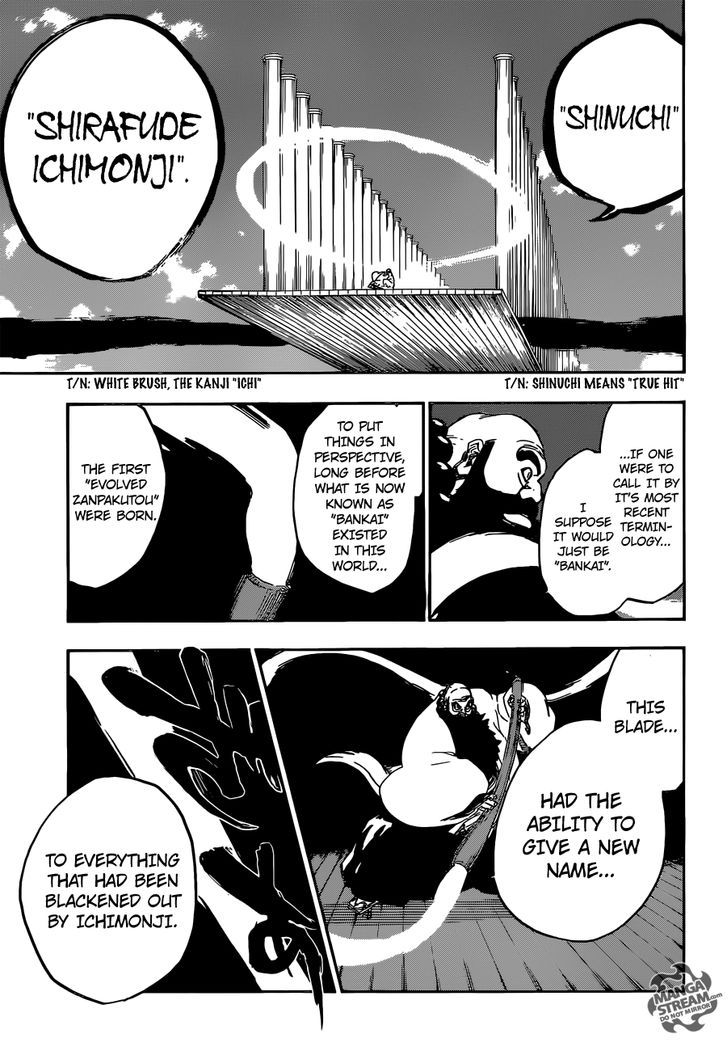 "SHINUCHI"
"SHIRAFUDE
ICHIMONJI".
T/N: SHINUCHI MEANS "TRUE HIT"
T/N: WHITE BRUSH, THE KANJI "ICHI"
...IF ONE
WERE TO
CALL IT BY
IT'S MOST
RECENT
TERMIN-
OLOGY...
I
SUPPOSE
IT WOULD
JUST BE
"BANKAI".
TO PUT
THINGS IN
PERSPECTIVE,
LONG BEFORE
WHAT IS NOW
KNOWN AS
"BANKAI"
EXISTED
IN THIS
WORLD...
THE FIRST
"EVOLVED
ZANPAKUTOU"
WERE BORN.
THIS
BLADE...
HAD THE
ABILITY TO
GIVE A NEW
NAME...
TO EVERYTHING
THAT HAD BEEN
BLACKENED OUT
BY ICHIMONJI.
MANGA
STREAM.com
DO NOT MIRROR